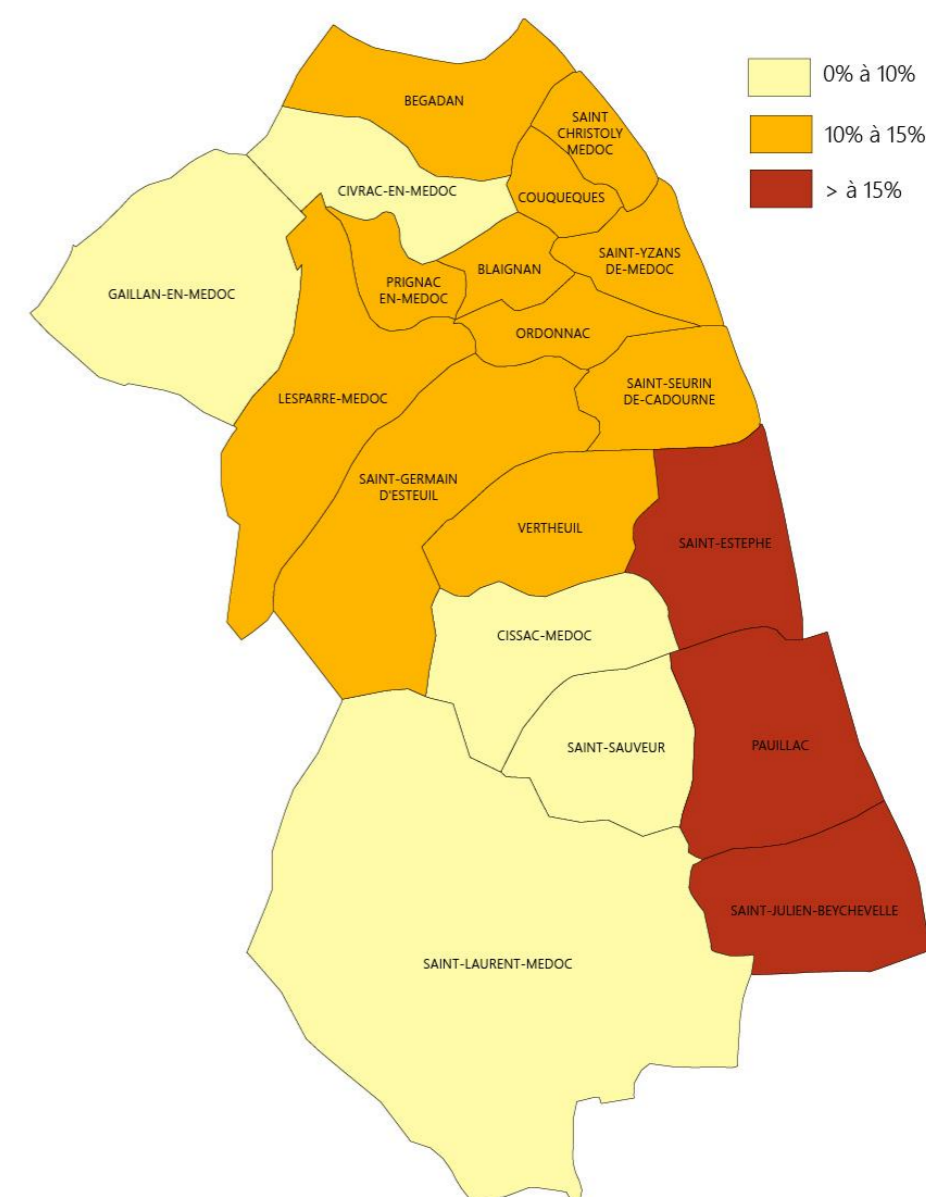 0% à 10%
10% à 15%
> à 15%
BEGADAN
SAINT
CHRISTOLY
MEDOC
CIVRAC-EN-MEDOC
COUQUEQUES
SAINT-YZANS
DE-MEDOC
BLAIGNAN
PRIGNAC
EN-MEDOC
GAILLAN-EN-MEDOC
ORDONNAC
LESPARRE-MEDOC
SAINT-SEURIN
DE-CADOURNE
SAINT-GERMAIN
D'ESTEUIL
VERTHEUIL
SAINT-ESTEPHE
CISSAC-MEDOC
SAINT-SAUVEUR
PAUILLAC
SAINT-JULIEN-BEYCHEVELLE
SAINT-LAURENT-MEDOC